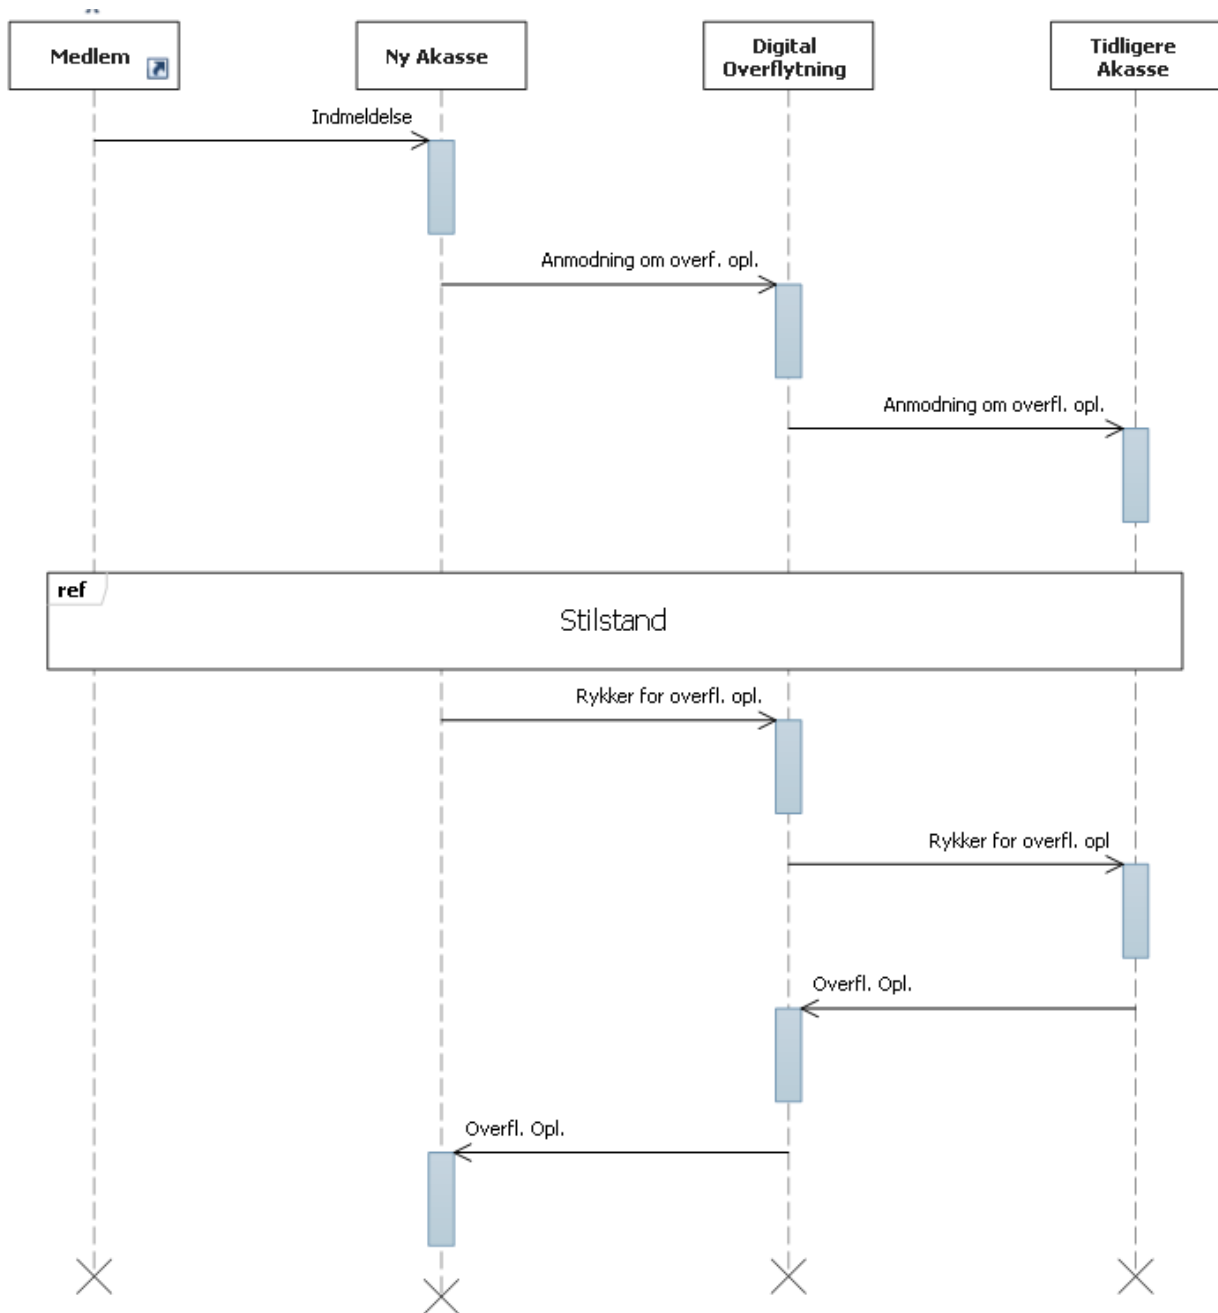 Medlem
Ny Akasse
Digital
Overflytning
Tidligere
Akasse
Indmeldelse
Anmodning om overf. opl.
Anmodning om overfl. opl.
ref
Stilstand
Rykker for overfl. opl.
Rykker for overfl. opl
Overfl. Opl.
Overfl. Opl.